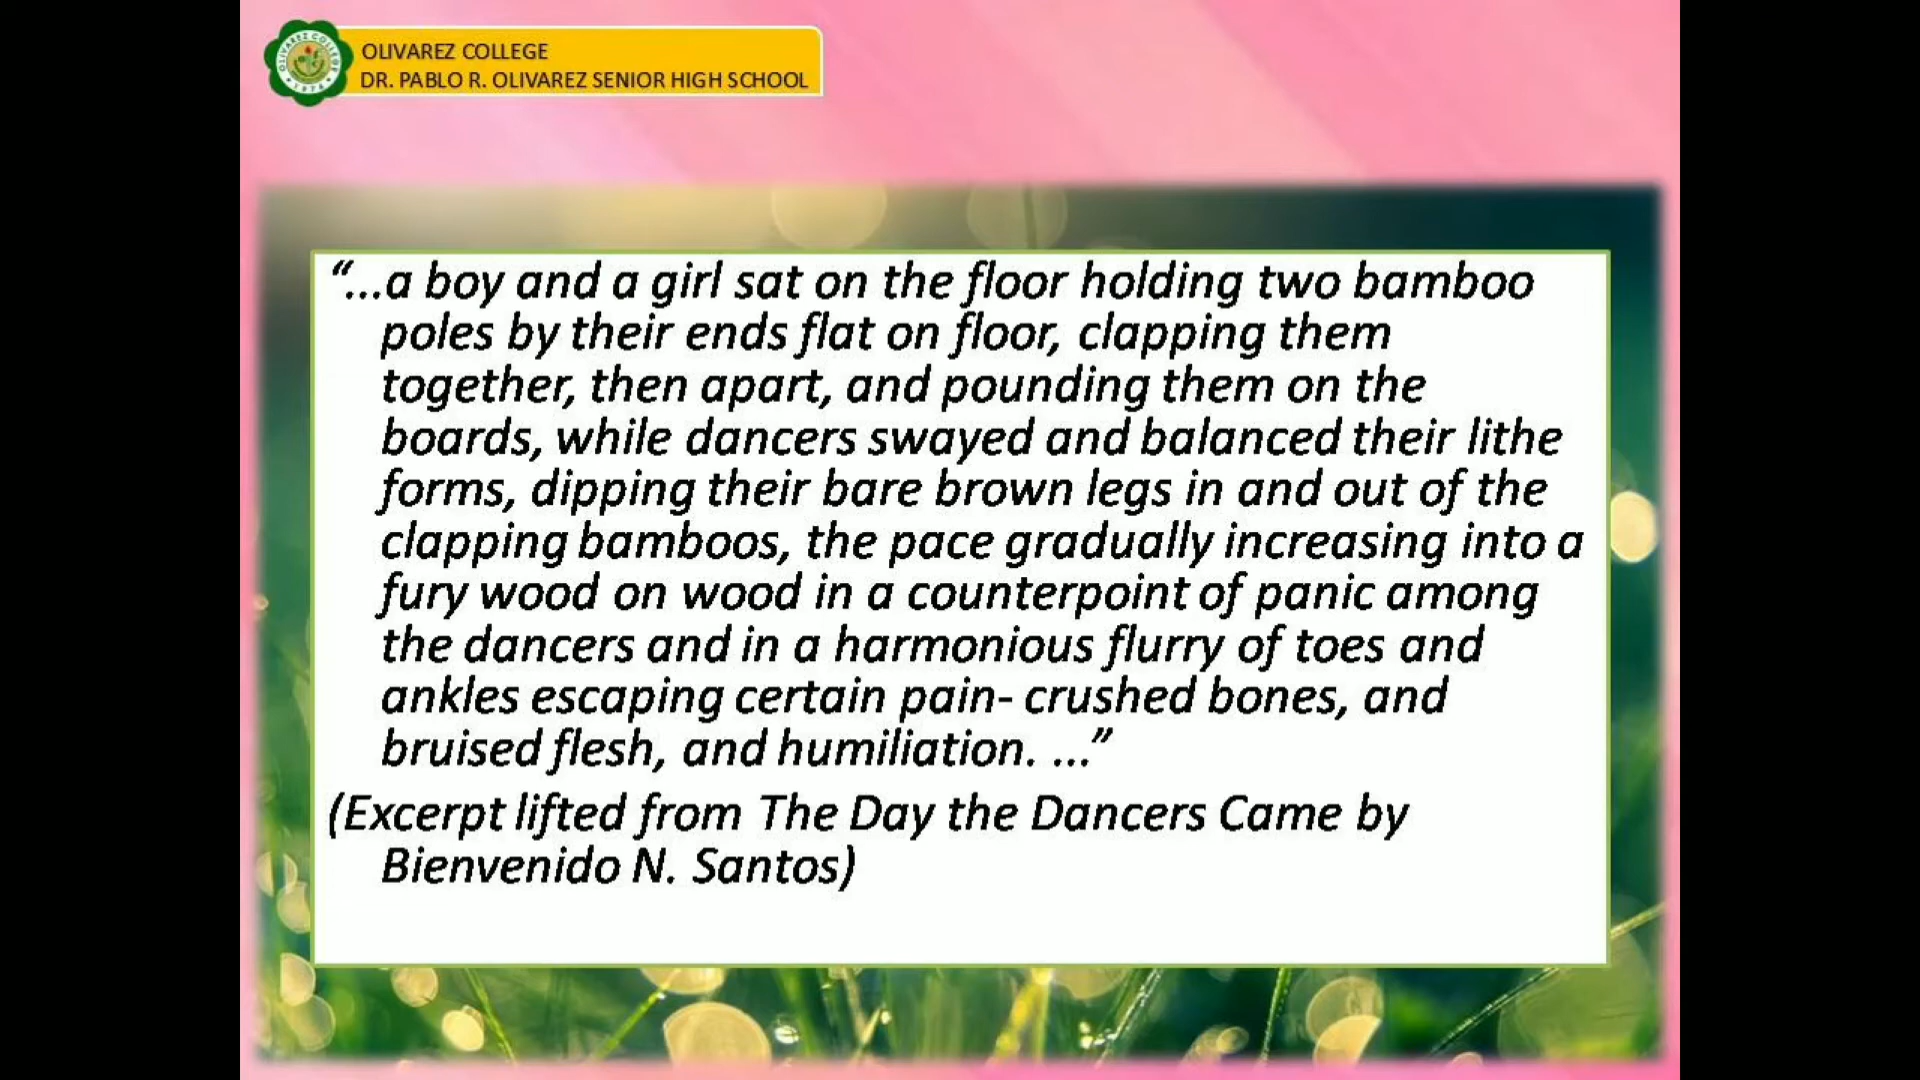 OLIVAREZ COLLEGE
DR. PABLO R. OLIVAREZ SENIOR HIGH SCHOOL
“...a boy and a girl sat on the floor holding two bamboo
poles by their ends flat on floor, clapping them
together, then apart, and pounding them on the
boards, while dancers swayed and balanced their lithe
forms, dipping their bare brown legs in and out of the
clapping bamboos, the pace gradually increasing into a
fury wood on wood in a counterpoint of panic among
the dancers and in a harmonious flurry of toes and
ankles escaping certain pain- crushed bones, and
bruised flesh, and humiliation. ...”
(Excerpt lifted from The Day the Dancers Came by
Bienvenido N. Santos)